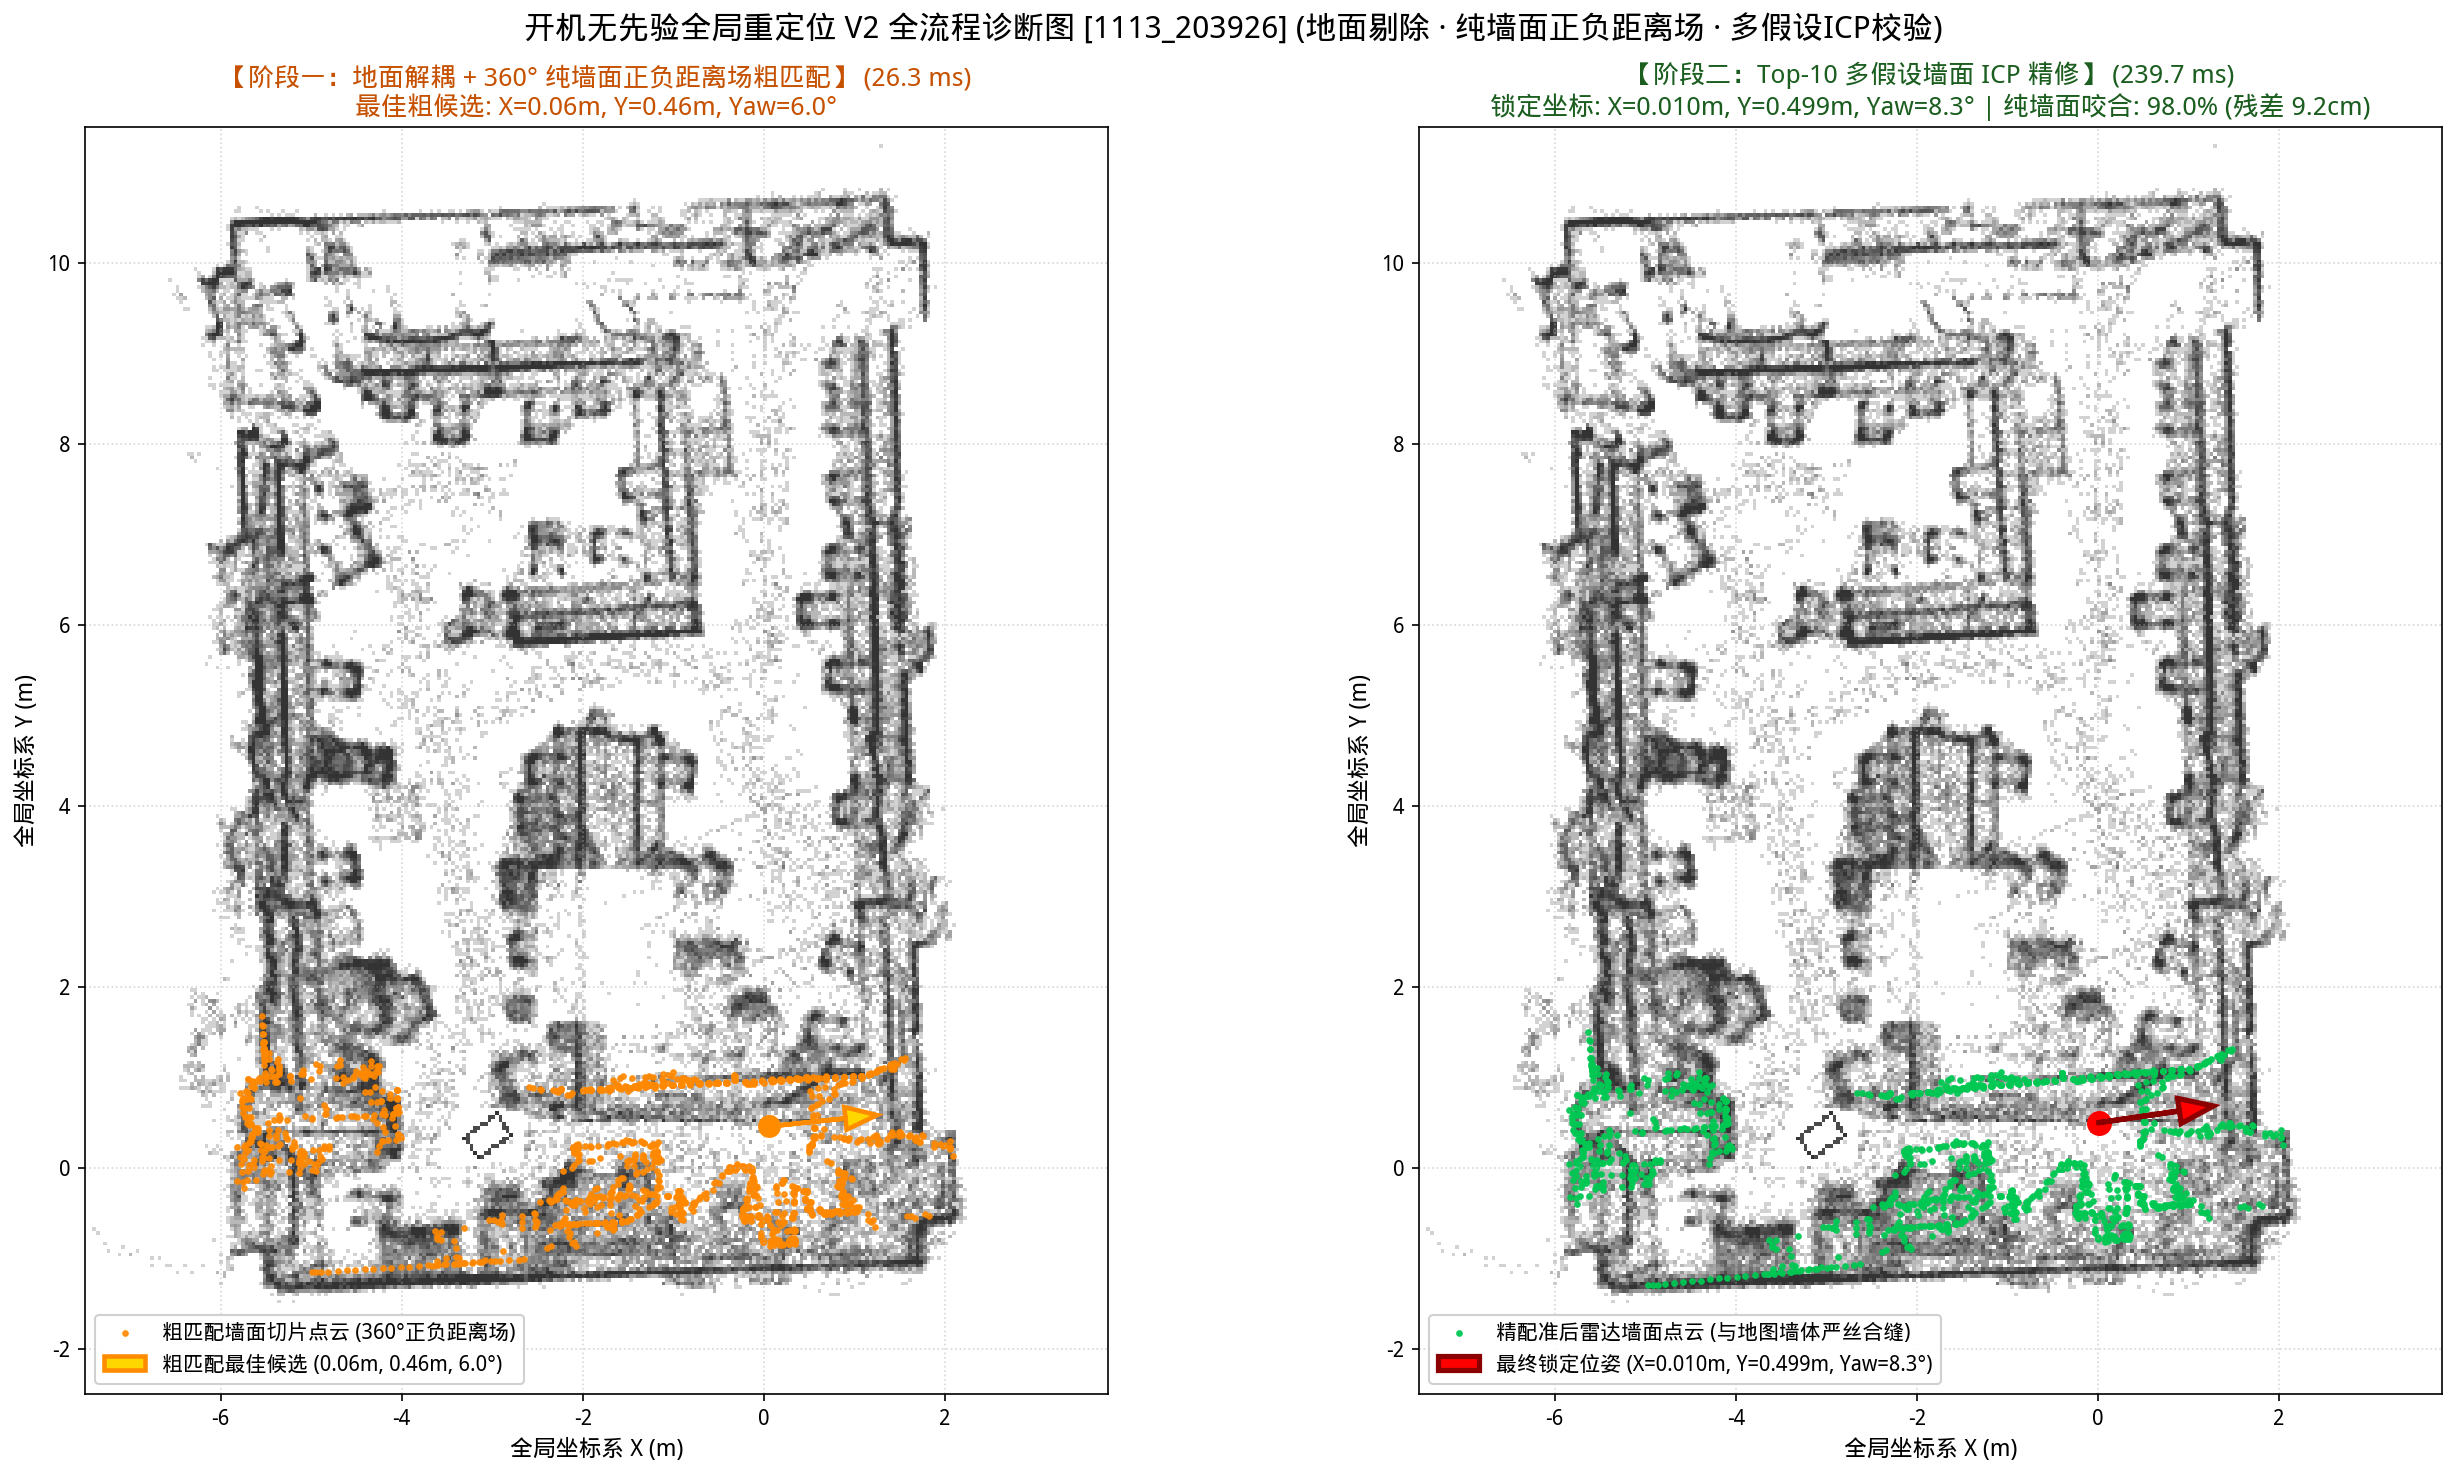 开机无先验全局重定位 V2 全流程诊断图 [1113_203926] (地面剔除 · 纯墙面正负距离场 · 多假设ICP校验)
【阶段一：地面解耦 + 360° 纯墙面正负距离场粗匹配】 (26.3 ms)
最佳粗候选: X=0.06m, Y=0.46m, Yaw=6.0°
10
8
6
4
2
0
-2
全局坐标系 Y (m)
粗匹配墙面切片点云 (360°正负距离场)
粗匹配最佳候选 (0.06m, 0.46m, 6.0°)
-6
-4
-2
0
2
全局坐标系 X (m)
【阶段二：Top-10 多假设墙面 ICP 精修】 (239.7 ms)
锁定坐标: X=0.010m, Y=0.499m, Yaw=8.3° | 纯墙面咬合: 98.0% (残差 9.2cm)
10
8
6
4
2
0
-2
全局坐标系 Y (m)
精配准后雷达墙面点云 (与地图墙体严丝合缝)
最终锁定位姿 (X=0.010m, Y=0.499m, Yaw=8.3°)
-6
-4
-2
0
2
全局坐标系 X (m)